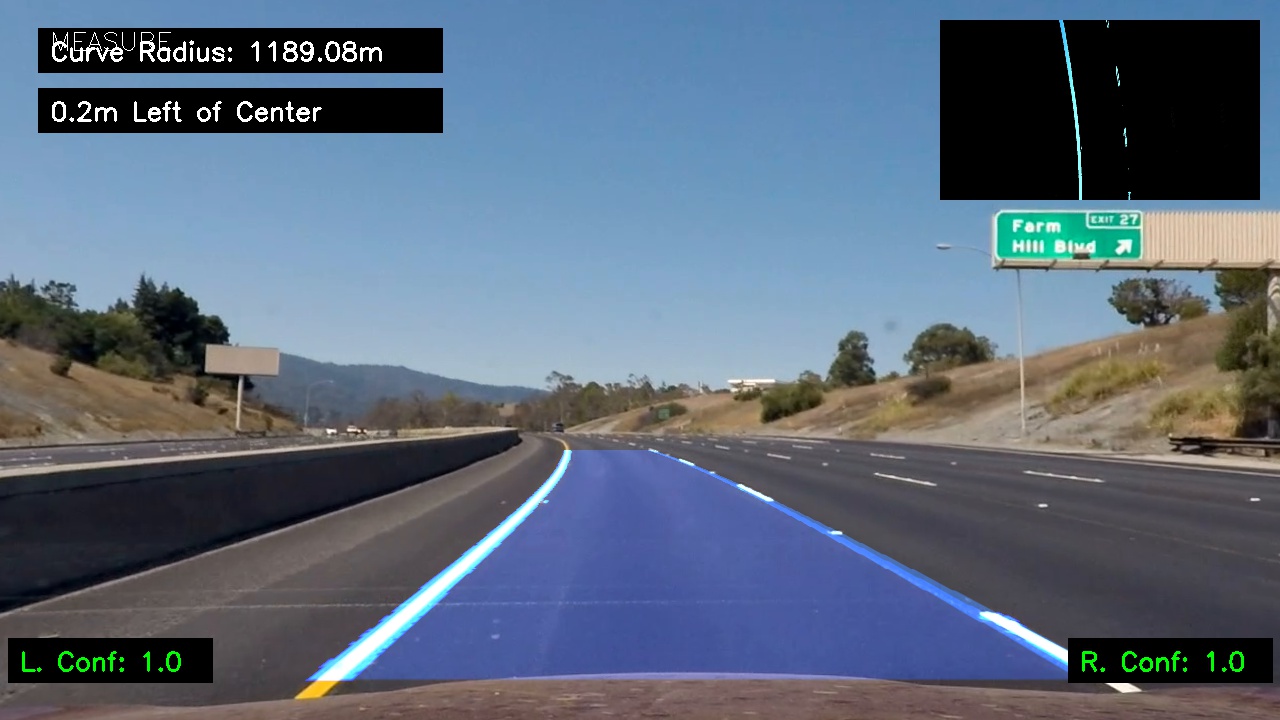 MEASURE
Curve Radius: 1189.08m
0.2m Left of Center
EXIT 27
Farm
Hill Blvd
L. Conf: 1.0
R. Conf: 1.0